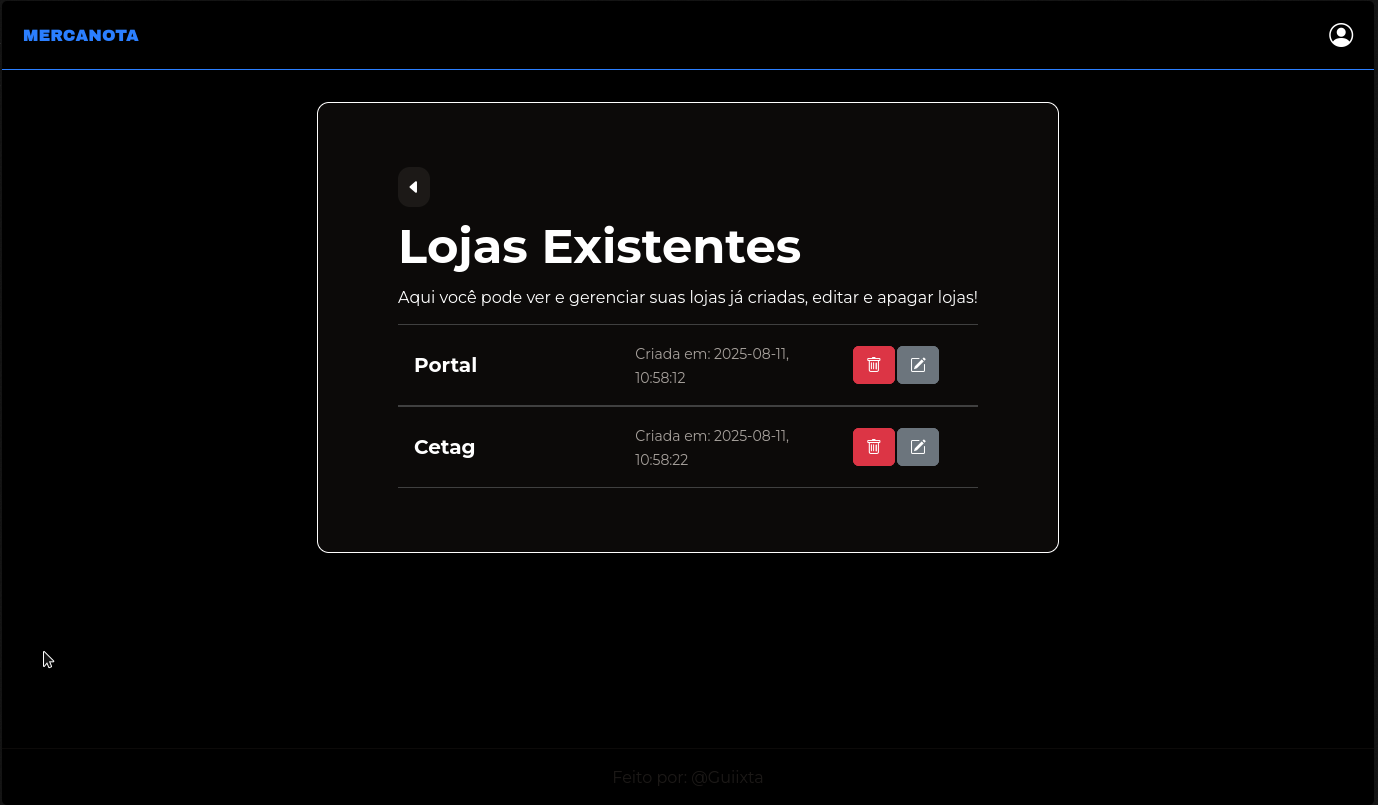 MERCANOTA
Lojas Existentes
Aqui você pode ver e gerenciar suas lojas já criadas, editar e apagar lojas!
Portal
Criada em: 2025-08-11,
10:58:12
Cetag
Criada em: 2025-08-11,
10:58:22
Feito por: @Guiixta